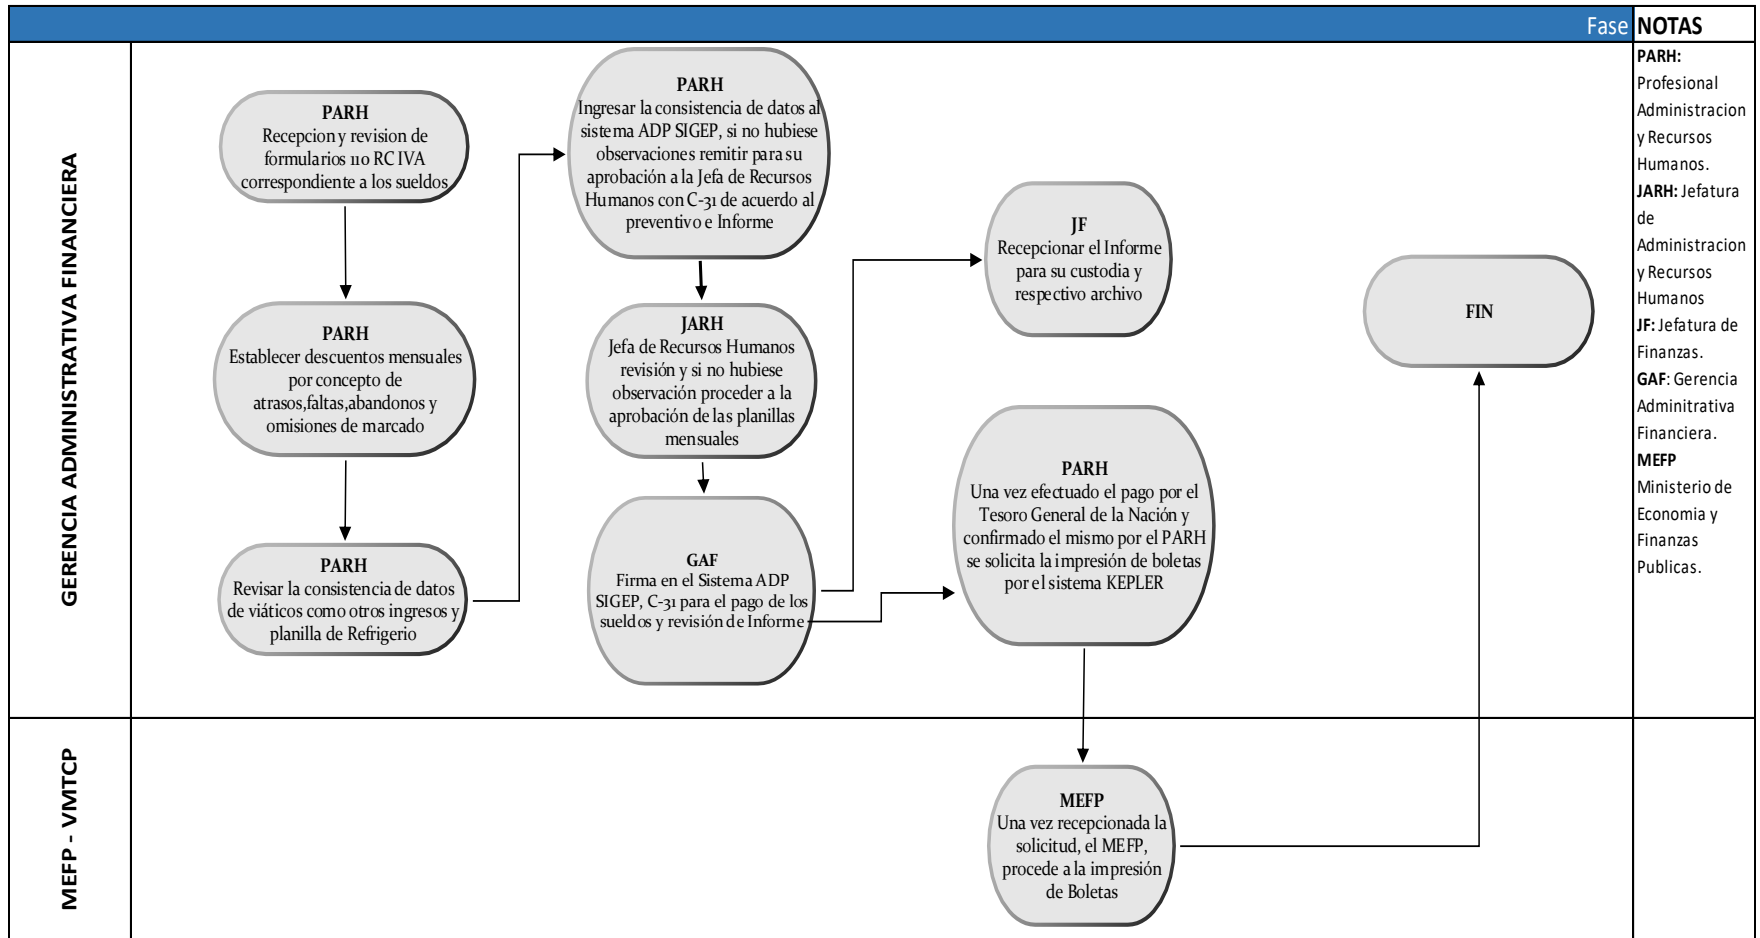 Fase
NOTAS
GERENCIA ADMINISTRATIVA FINANCIERA
PARH
Recepcion y revision de
formularios 110 RC IVA
correspondiente a los sueldos
PARH
Establecer descuentos mensuales
por concepto de
atrasos,faltas,abandonos y
omisiones de marcado
PARH
Revisar la consistencia de datos
de viáticos como otros ingresos y
planilla de Refrigerio
PARH
Ingresar la consistencia de datos al
sistema ADP SIGEP, si no hubiese
observaciones remitir para su
aprobación a la Jefa de Recursos
Humanos con C-31 de acuerdo al
preventivo e Informe
JARH
Jefa de Recursos Humanos
revisión y si no hubiese
observación proceder a la
aprobación de las planillas
mensuales
GAF
Firma en el Sistema ADP
SIGEP, C-31 para el pago de los
sueldos y revisión de Informe
JF
Recepcionar el Informe
para su custodia y
respectivo archivo
PARH
Una vez efectuado el pago por el
Tesoro General de la Nación y
confirmado el mismo por el PARH
se solicita la impresión de boletas
por el sistema KEPLER
FIN
MEFP - VMTCP
MEFP
Una vez recepcionada la
solicitud, el MEFP,
procede a la impresión
de Boletas
PARH:
Profesional
Administracion
y Recursos
Humanos.
JARH: Jefatura
de
Administracion
y Recursos
Humanos
JF: Jefatura de
Finanzas.
GAF: Gerencia
Adminitrativa
Financiera.
MEFP
Ministerio de
Economia y
Finanzas
Publicas.